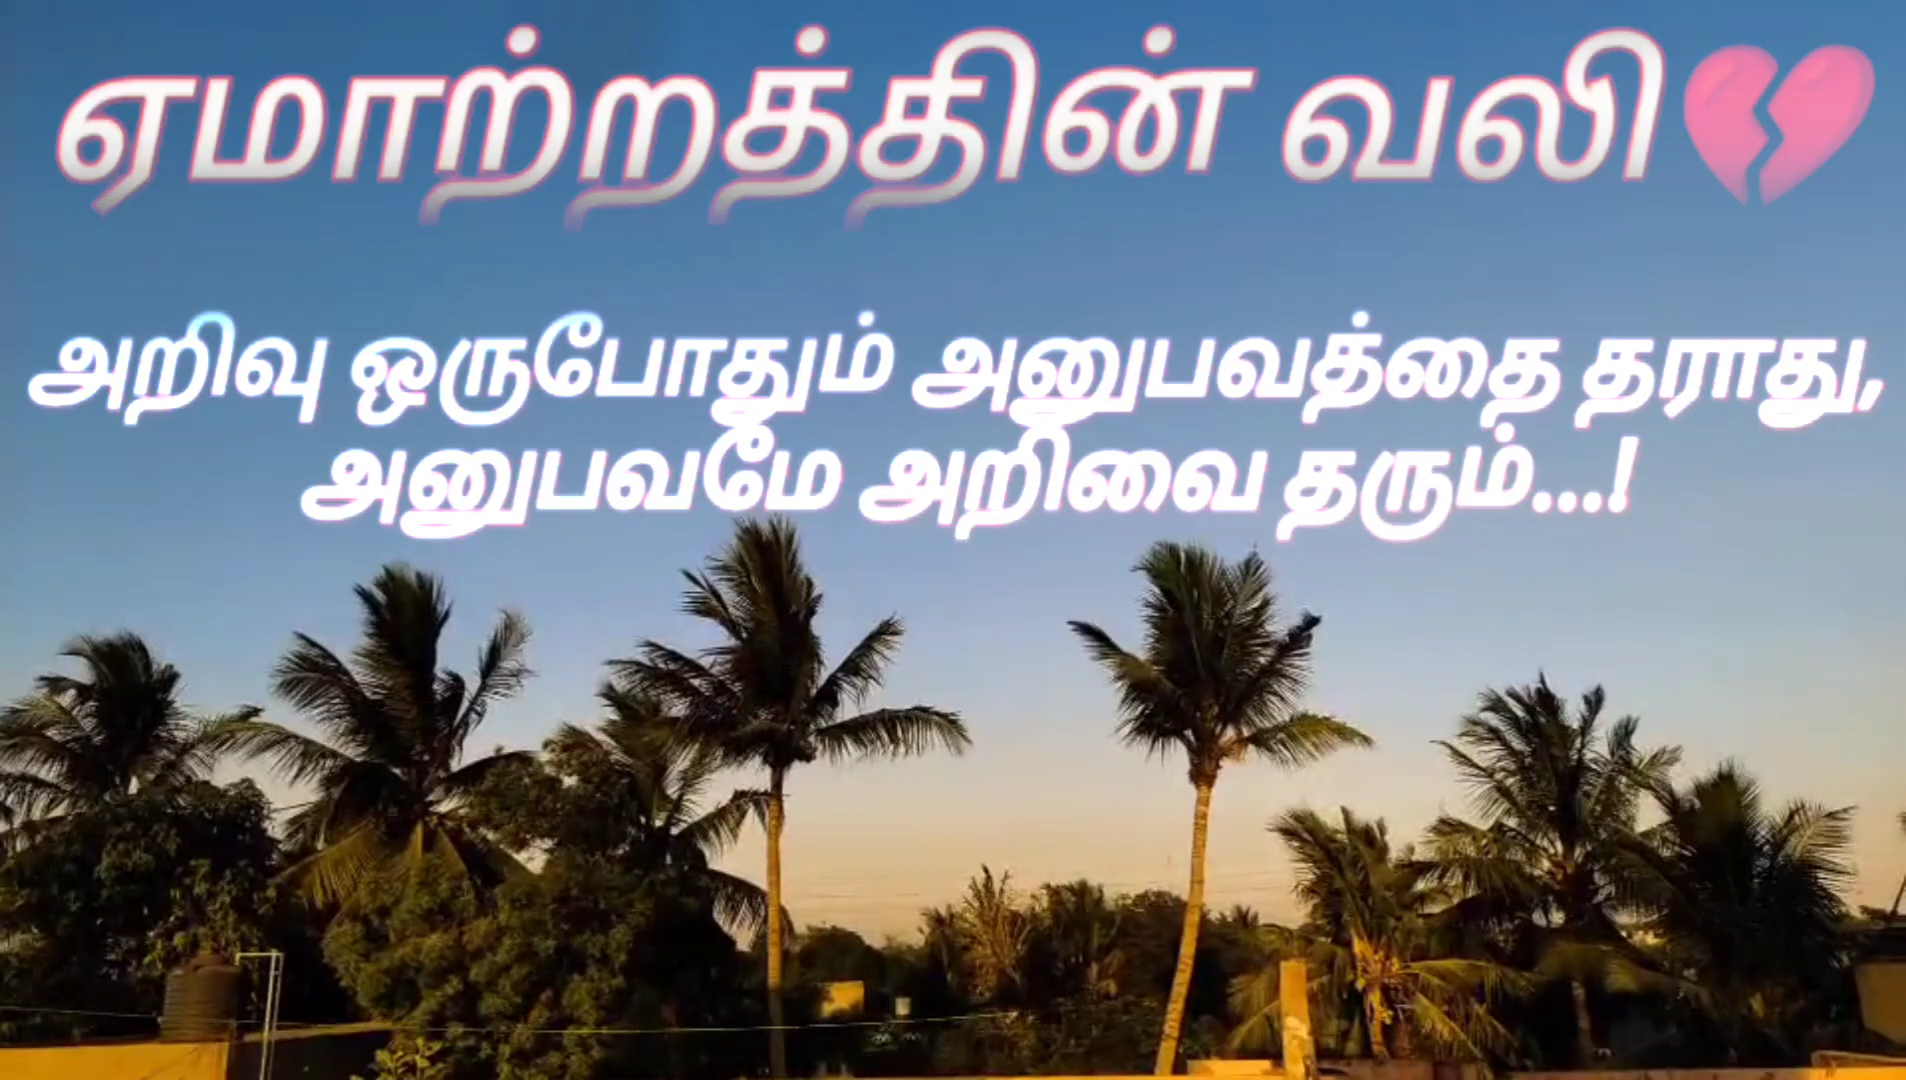 ஏமாற்றத்தின் வலி💔
அறிவு ஒருபோதும் அனுபவத்தை தராது,
அனுபவமே அறிவை தரும்...!